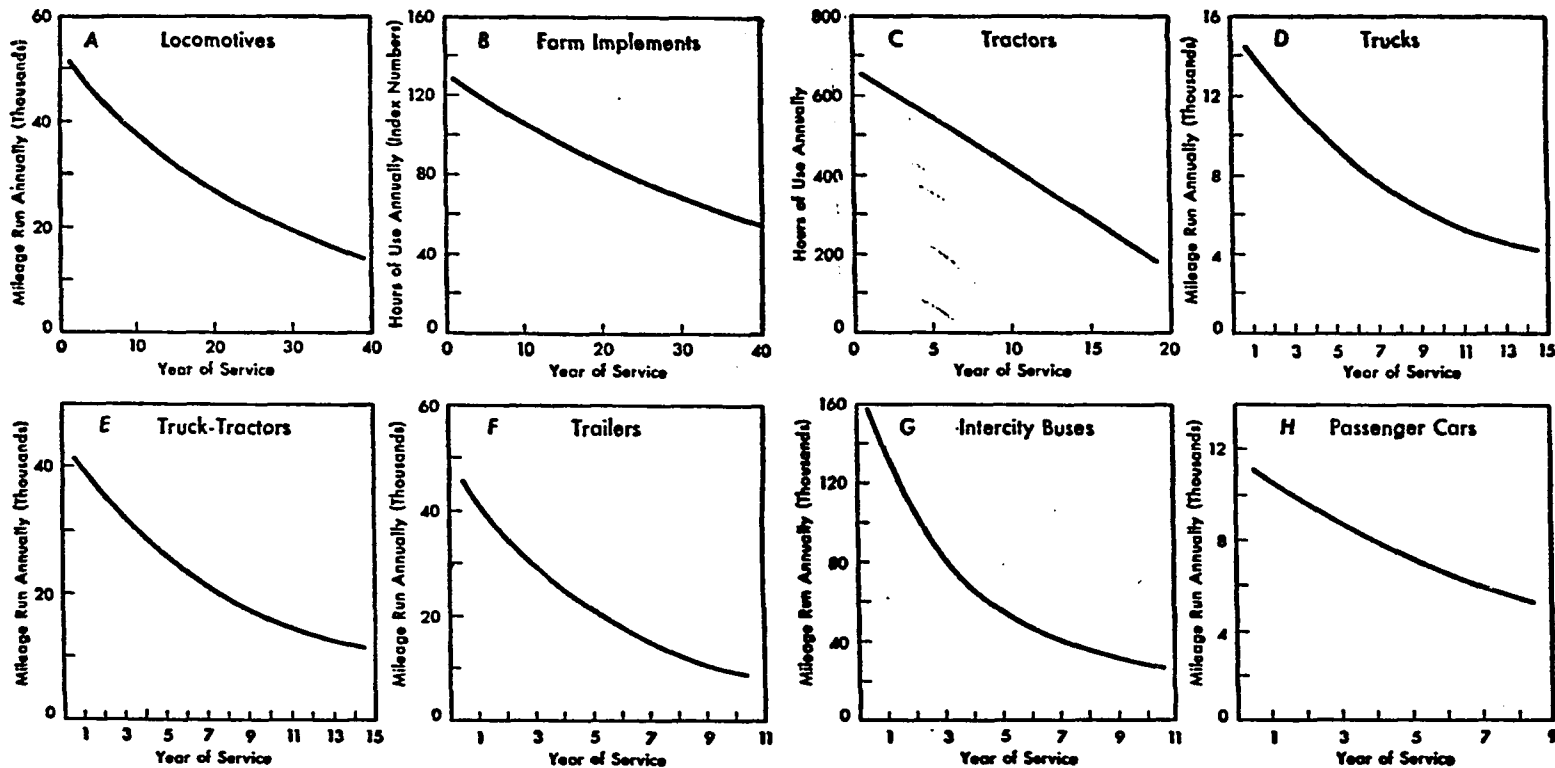 A Locomotives
Mileage Run Annually (Thousands)
60
40
20
0
0 10 20 30 40
Year of Service
B Farm Implements
Hours of Use Annually (Index Numbers)
160
120
80
40
0
0 10 20 30 40
Year of Service
C Tractors
Hours of Use Annually
800
600
400
200
0
0 5 10 15 20
Year of Service
D Trucks
Mileage Run Annually (Thousands)
16
12
8
4
0
1 3 5 7 9 11 13 15
Year of Service
E Truck-Tractors
Mileage Run Annually (Thousands)
40
20
0
1 3 5 7 9 11 13 15
Year of Service
F Trailers
Mileage Run Annually (Thousands)
60
40
20
0
1 3 5 7 9 11
Year of Service
G Intercity Buses
Mileage Run Annually (Thousands)
160
120
80
40
0
1 3 5 7 9 11
Year of Service
H Passenger Cars
Mileage Run Annually (Thousands)
12
8
4
0
1 3 5 7 9
Year of Service